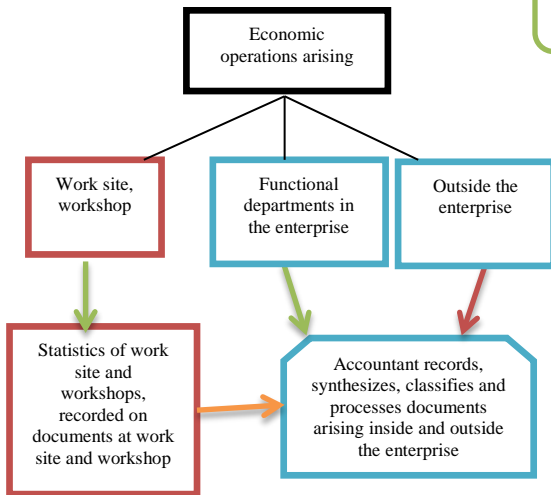 Economic
operations arising
Work site,
workshop
Functional
departments in
the enterprise
Outside the
enterprise
Statistics of work
site and
workshops,
recorded on
documents at work
site and workshop
Accountant records,
synthesizes, classifies and
processes documents
arising inside and outside
the enterprise